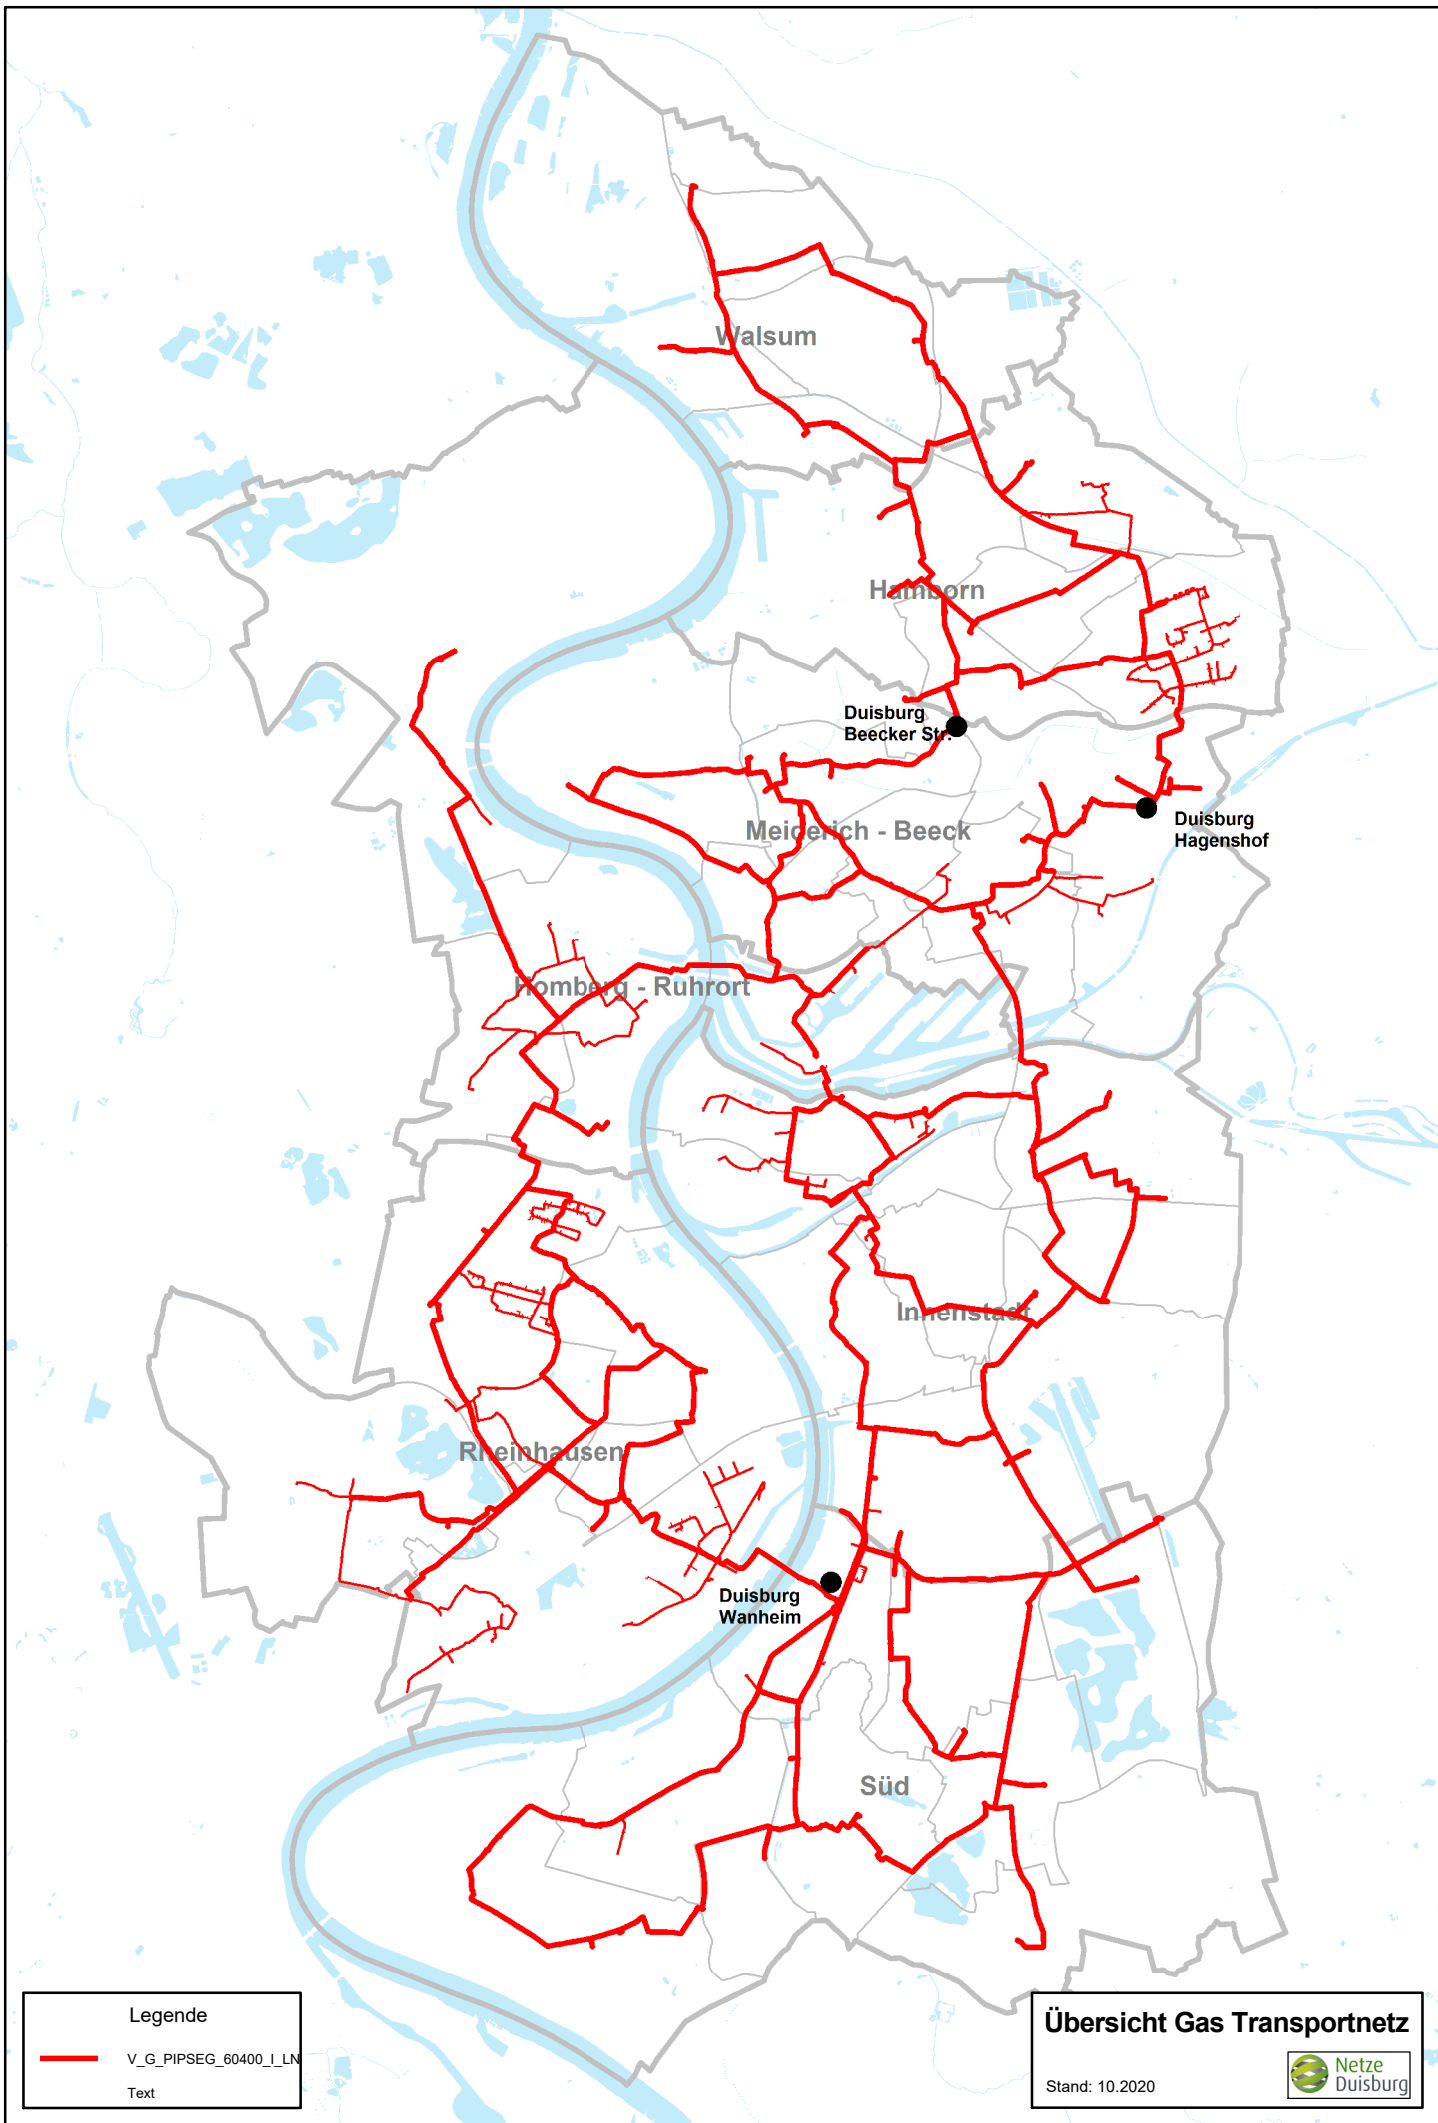 Walsum
Hamborn
Duisburg
Beecker Str.
Meiderich - Beeck
Duisburg
Hagenshof
Homberg - Ruhrort
Innenstadt
Rheinhausen
Duisburg
Wanheim
Süd
Legende
V_G_PIPSEG_60400_I_LN
Text
Übersicht Gas Transportnetz
Stand: 10.2020
Netze
Duisburg